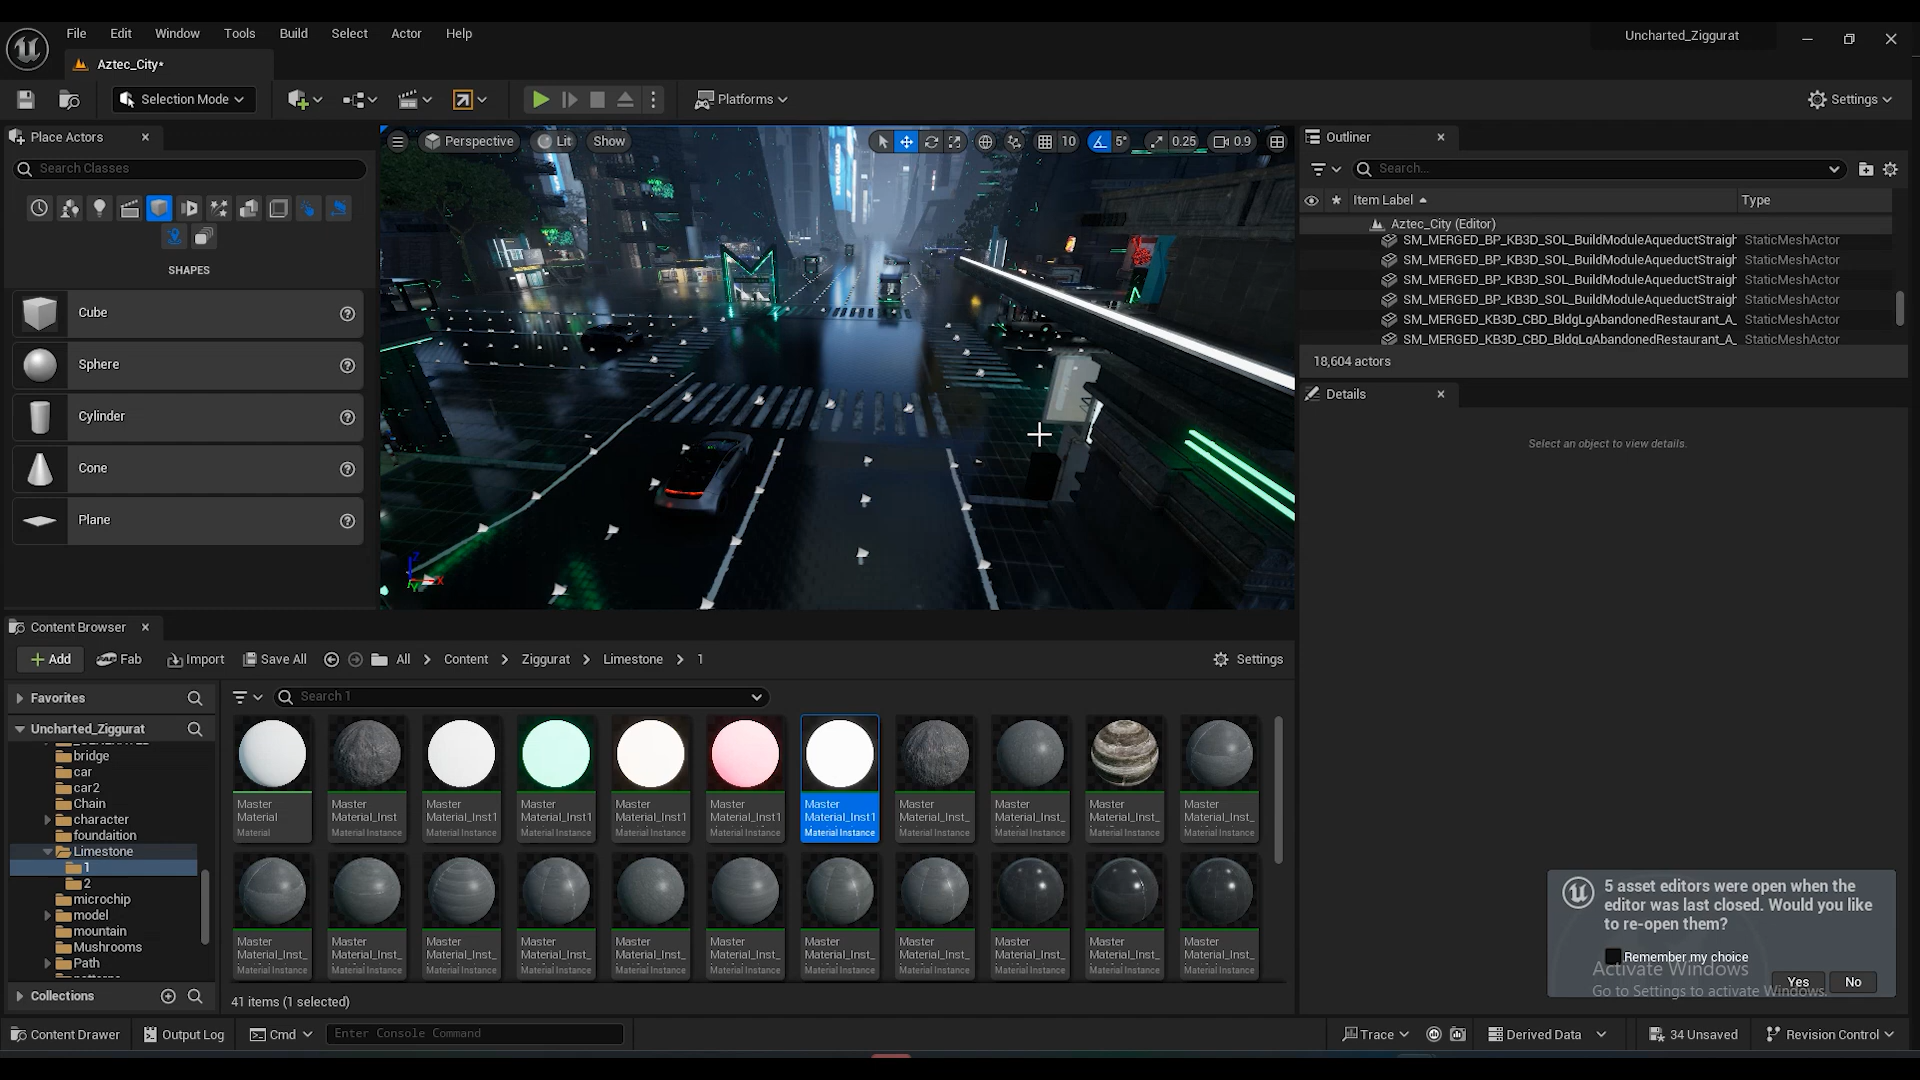 File Edit Window Tools Build Select Actor Help
Uncharted_Ziggurat
Aztec_City*
Selection Mode
Platforms
Settings
Place Actors
Search Classes
SHAPES
Cube
Sphere
Cylinder
Cone
Plane
Perspective Lit Show
10 5° 0.25 0.9
Outliner
Search...
Item Label Type
Aztec_City (Editor)
SM_MERGED_BP_KB3D_SOL_BuildModuleAqueductStraigh StaticMeshActor
SM_MERGED_BP_KB3D_SOL_BuildModuleAqueductStraigh StaticMeshActor
SM_MERGED_BP_KB3D_SOL_BuildModuleAqueductStraigh StaticMeshActor
SM_MERGED_BP_KB3D_SOL_BuildModuleAqueductStraigh StaticMeshActor
SM_MERGED_KB3D_CBD_BldgLgAbandonedRestaurant_A_ StaticMeshActor
SM_MERGED_KB3D_CBD_BldgLgAbandonedRestaurant_A_ StaticMeshActor
18,604 actors
Details
Select an object to view details.
Content Browser
Add Fab Import Save All All Content Ziggurat Limestone 1 Settings
Favorites
Search 1
Uncharted_Ziggurat
bridge
car
car2
Chain
character
foundaition
Limestone
1
2
microchip
model
mountain
Mushrooms
Path
Collections
Master Master Master Master Master Master Master Master Master Master Master
Material Material_Inst Material_Inst1 Material_Inst1 Material_Inst1 Material_Inst1 Material_Inst1 Material_Inst_ Material_Inst_ Material_Inst_ Material_Inst_
Material Material Instance Material Instance Material Instance Material Instance Material Instance Material Instance Material Instance Material Instance Material Instance Material Instance
Master Master Master Master Master Master Master Master Master Master Master
Material_Inst_ Material_Inst_ Material_Inst_ Material_Inst_ Material_Inst_ Material_Inst_ Material_Inst_ Material_Inst_ Material_Inst_ Material_Inst_ Material_Inst_
Material Instance Material Instance Material Instance Material Instance Material Instance Material Instance Material Instance Material Instance Material Instance Material Instance Material Instance
41 items (1 selected)
5 asset editors were open when the
editor was last closed. Would you like
to re-open them?
Remember my choice
Yes No
Activate Windows
Go to Settings to activate Windows.
Content Drawer Output Log Cmd Enter Console Command
Trace Derived Data 34 Unsaved Revision Control